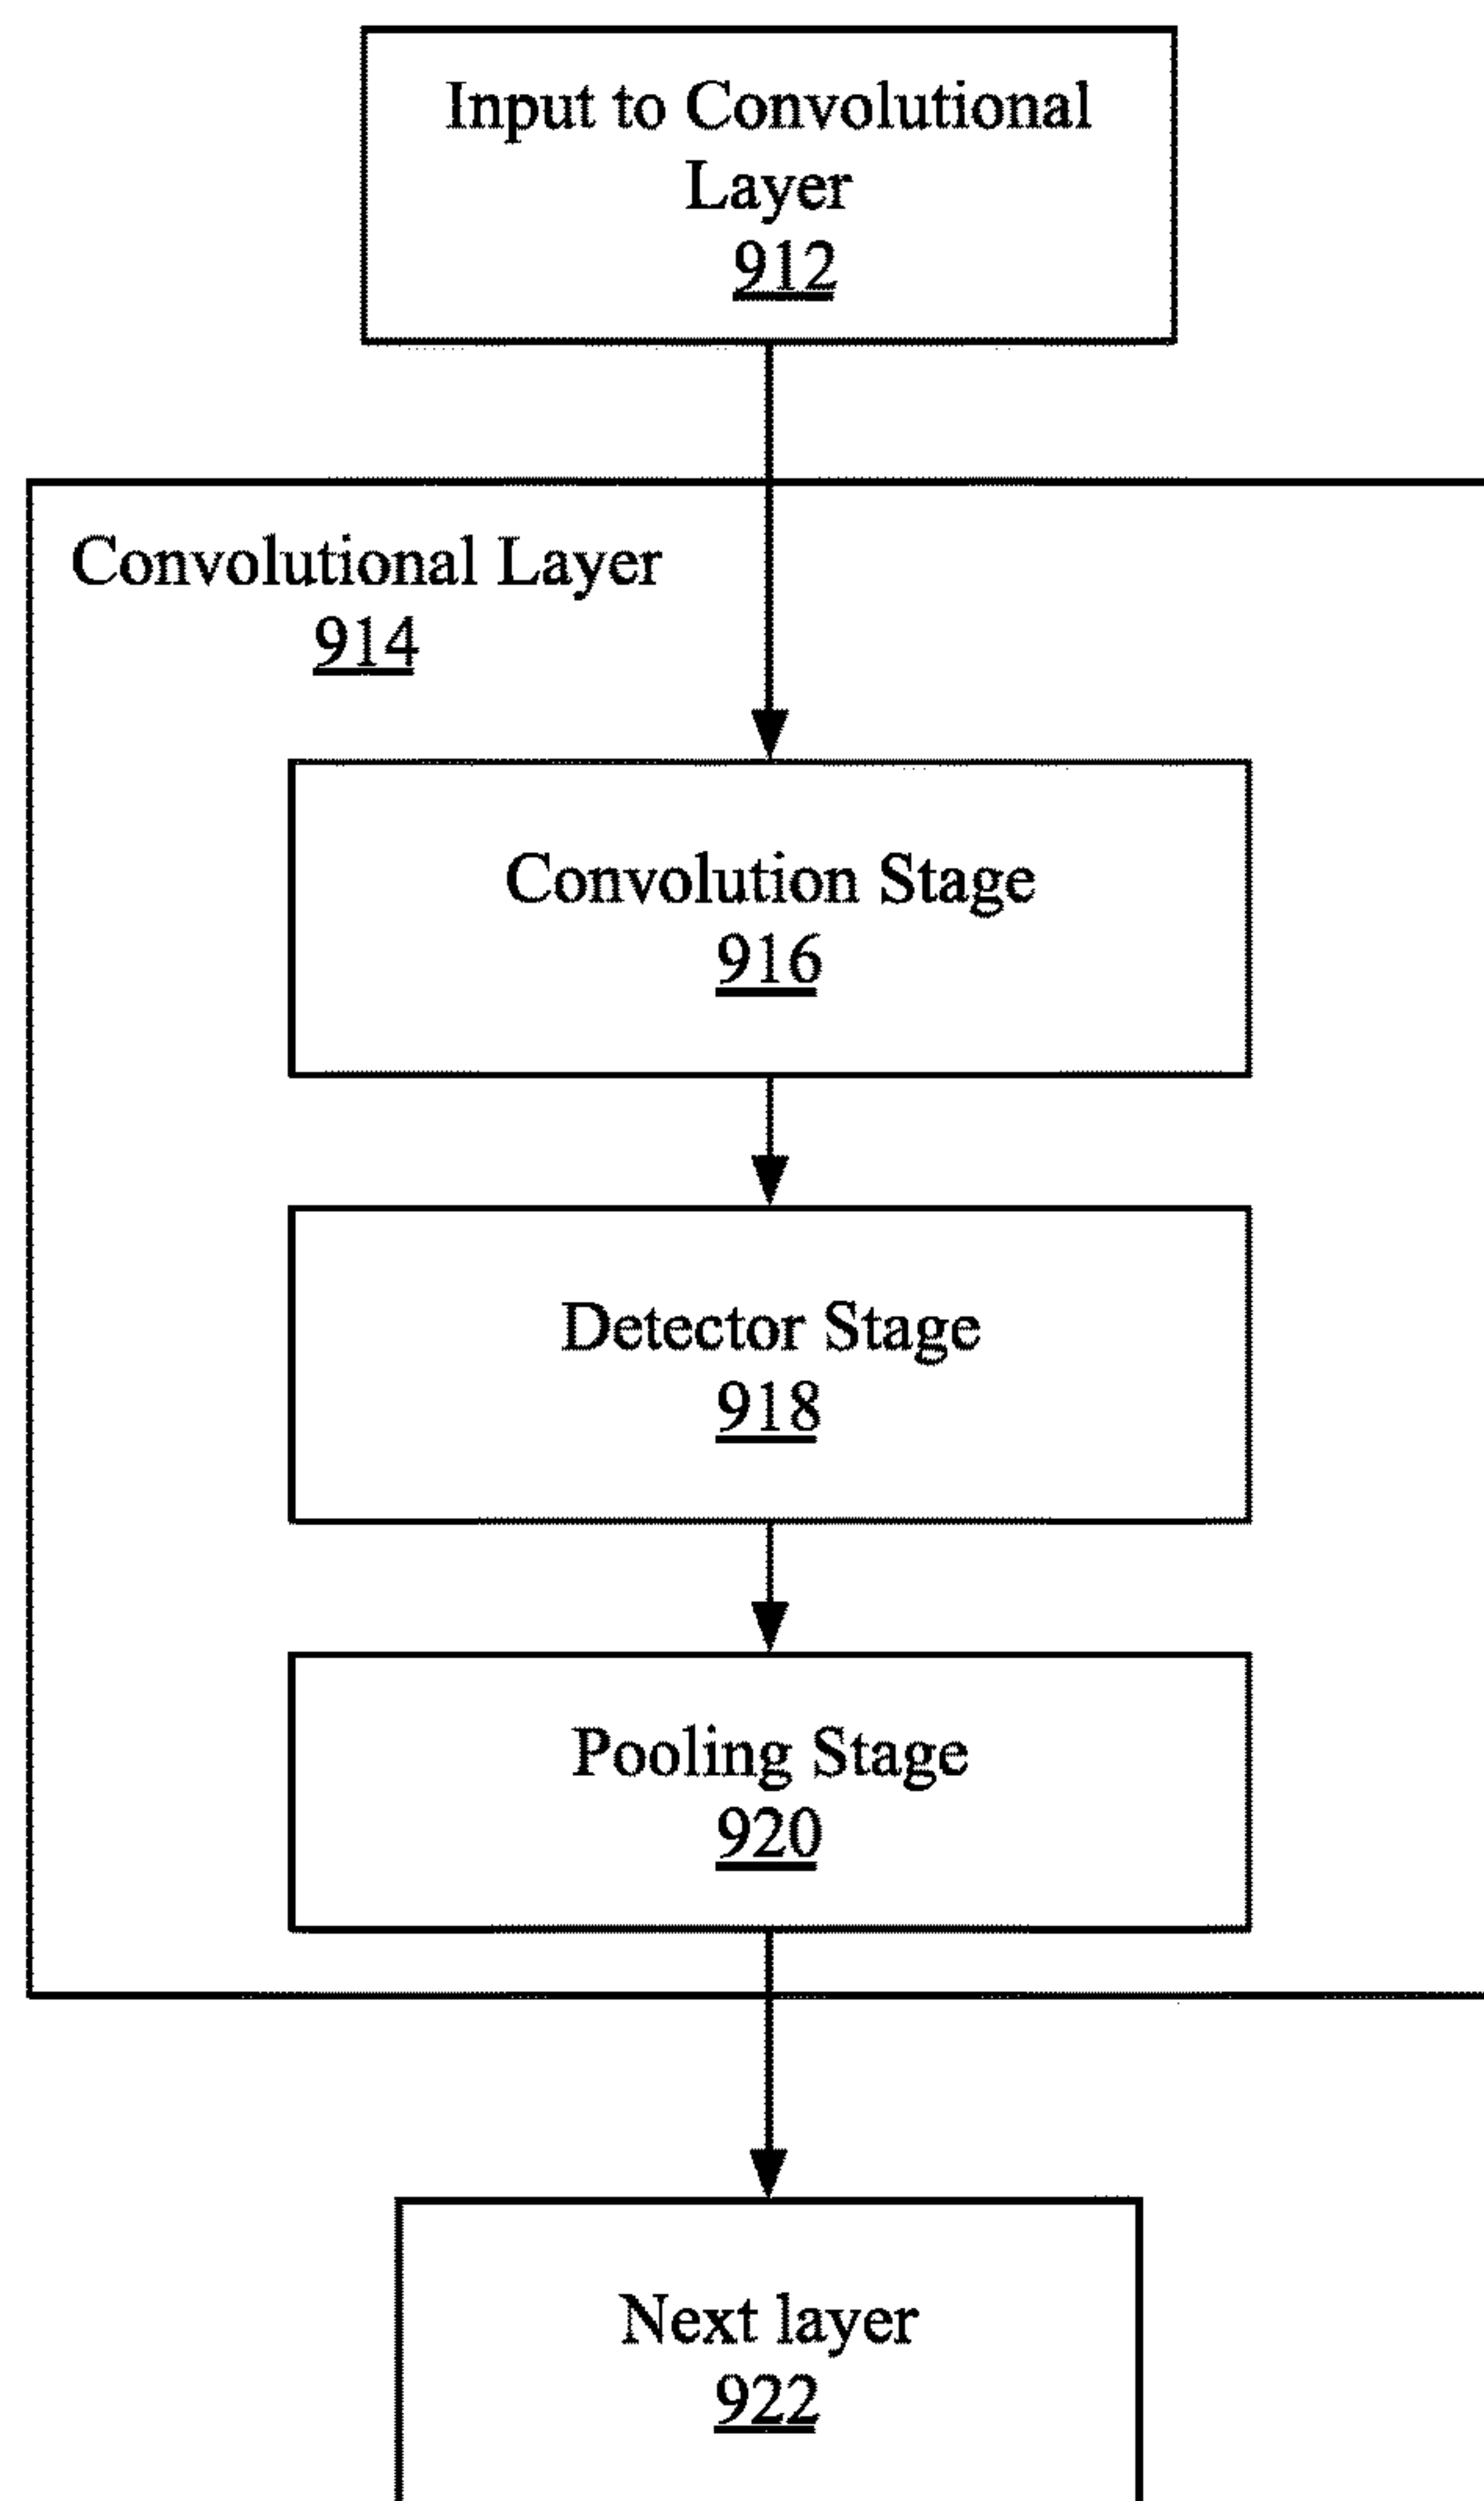 Input to Convolutional
Layer
912
Convolutional Layer
914
Convolution Stage
916
Detector Stage
918
Pooling Stage
920
Next layer
922